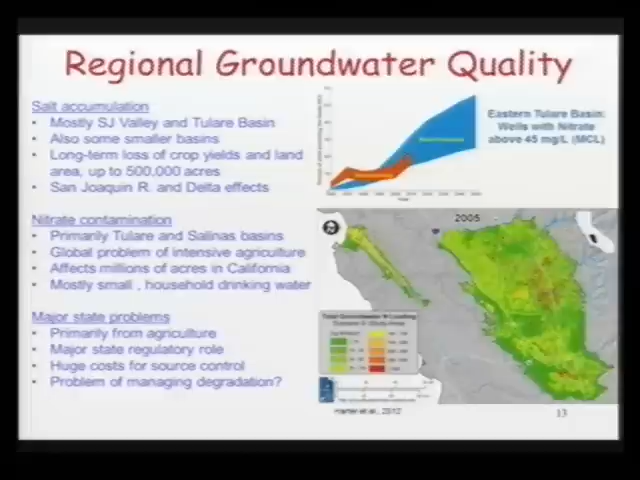 Regional Groundwater Quality
Salt accumulation
• Mostly SJ Valley and Tulare Basin
• Also some smaller basins
• Long-term loss of crop yields and land
area, up to 500,000 acres
• San Joaquin R. and Delta effects
Nitrate contamination
• Primarily Tulare and Salinas basins
• Global problem of intensive agriculture
• Affects millions of acres in California
• Mostly small , household drinking water
Major state problems
• Primarily from agriculture
• Major state regulatory role
• Huge costs for source control
• Problem of managing degradation?
Eastern Tulare Basin:
Wells with Nitrate
above 45 mg/L (MCL)
2005
Total Groundwater N Loading
Harter et al., 2012
13